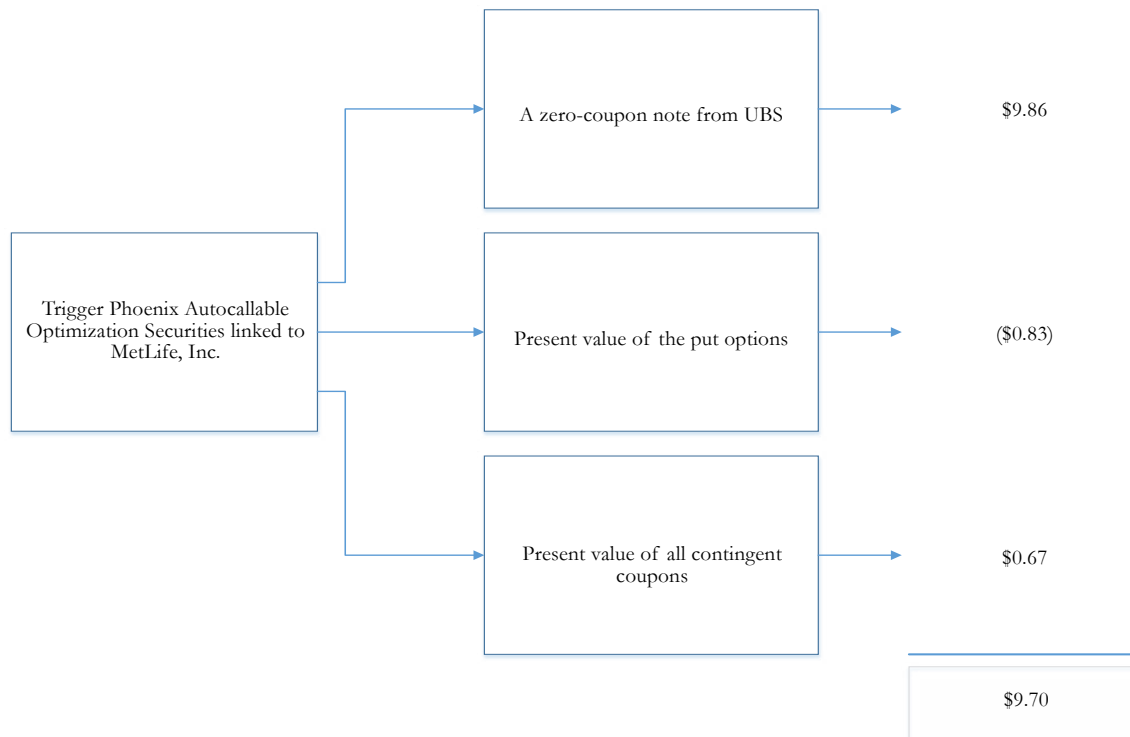 A zero-coupon note from UBS
$9.86
Trigger Phoenix Autocallable
Optimization Securities linked to
MetLife, Inc.
Present value of the put options
($0.83)
Present value of all contingent
coupons
$0.67
$9.70